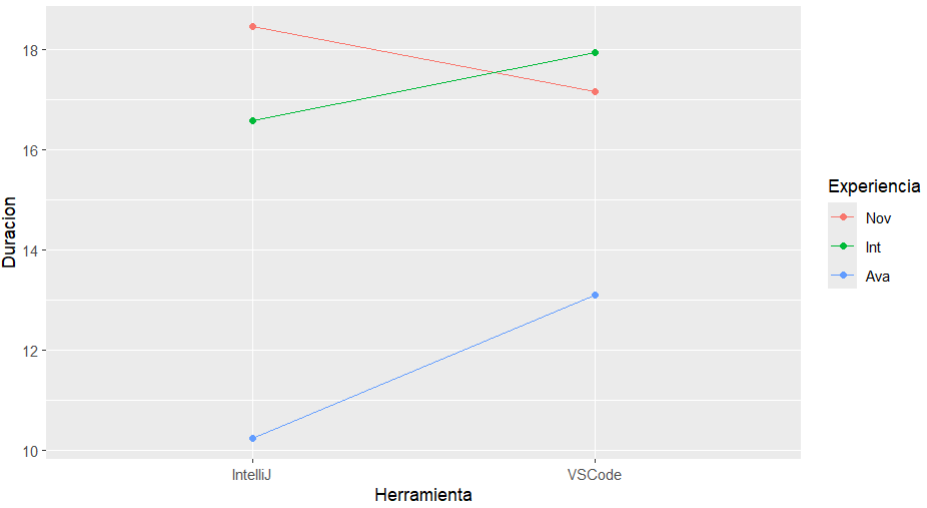 18
16
14
12
10
Duracion
IntelliJ
VSCode
Herramienta
Experiencia
Nov
Int
Ava